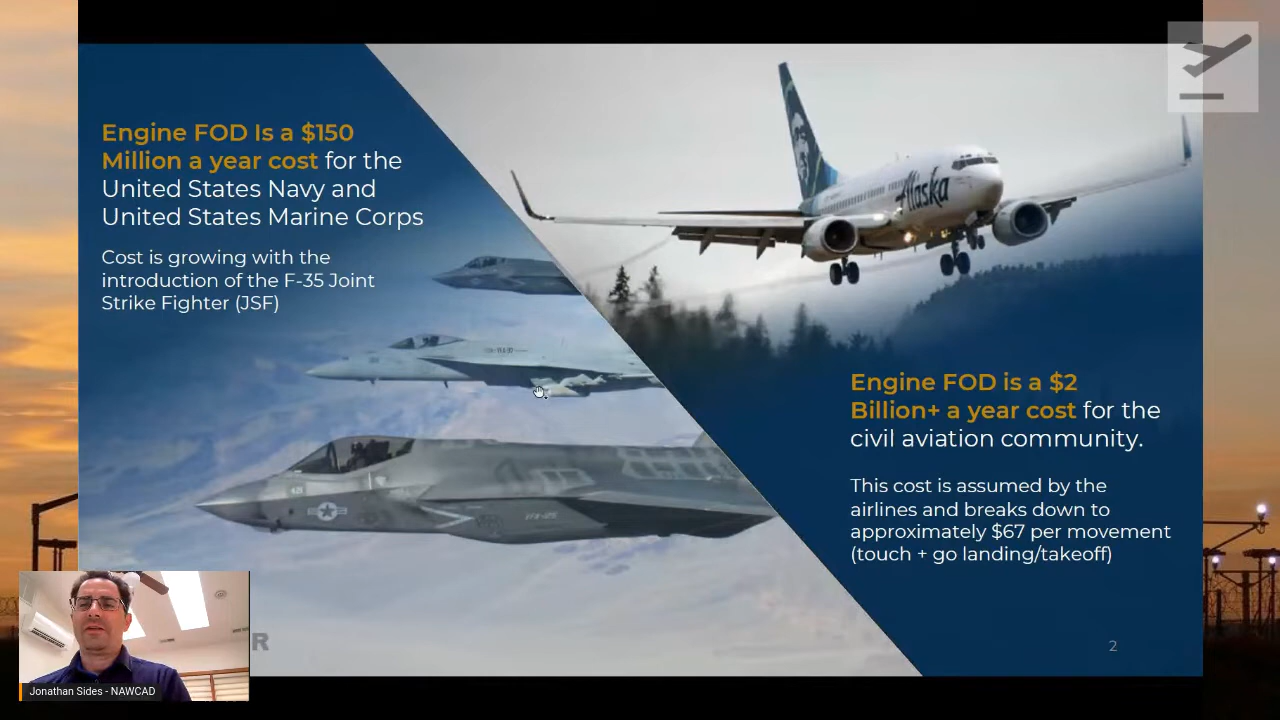 Engine FOD Is a $150
Million a year cost for the
United States Navy and
United States Marine Corps
Cost is growing with the
introduction of the F-35 Joint
Strike Fighter (JSF)
Alaska
Engine FOD is a $2
Billion+ a year cost for the
civil aviation community.
This cost is assumed by the
airlines and breaks down to
approximately $67 per movement
(touch + go landing/takeoff)
R
2
Jonathan Sides - NAWCAD